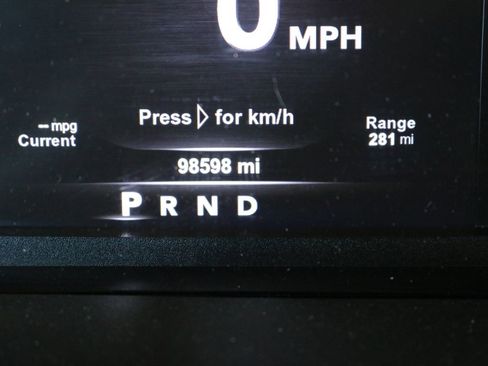 0 MPH
Press ▷ for km/h
-- mpg
Current
Range
281 mi
98598 mi
P R N D